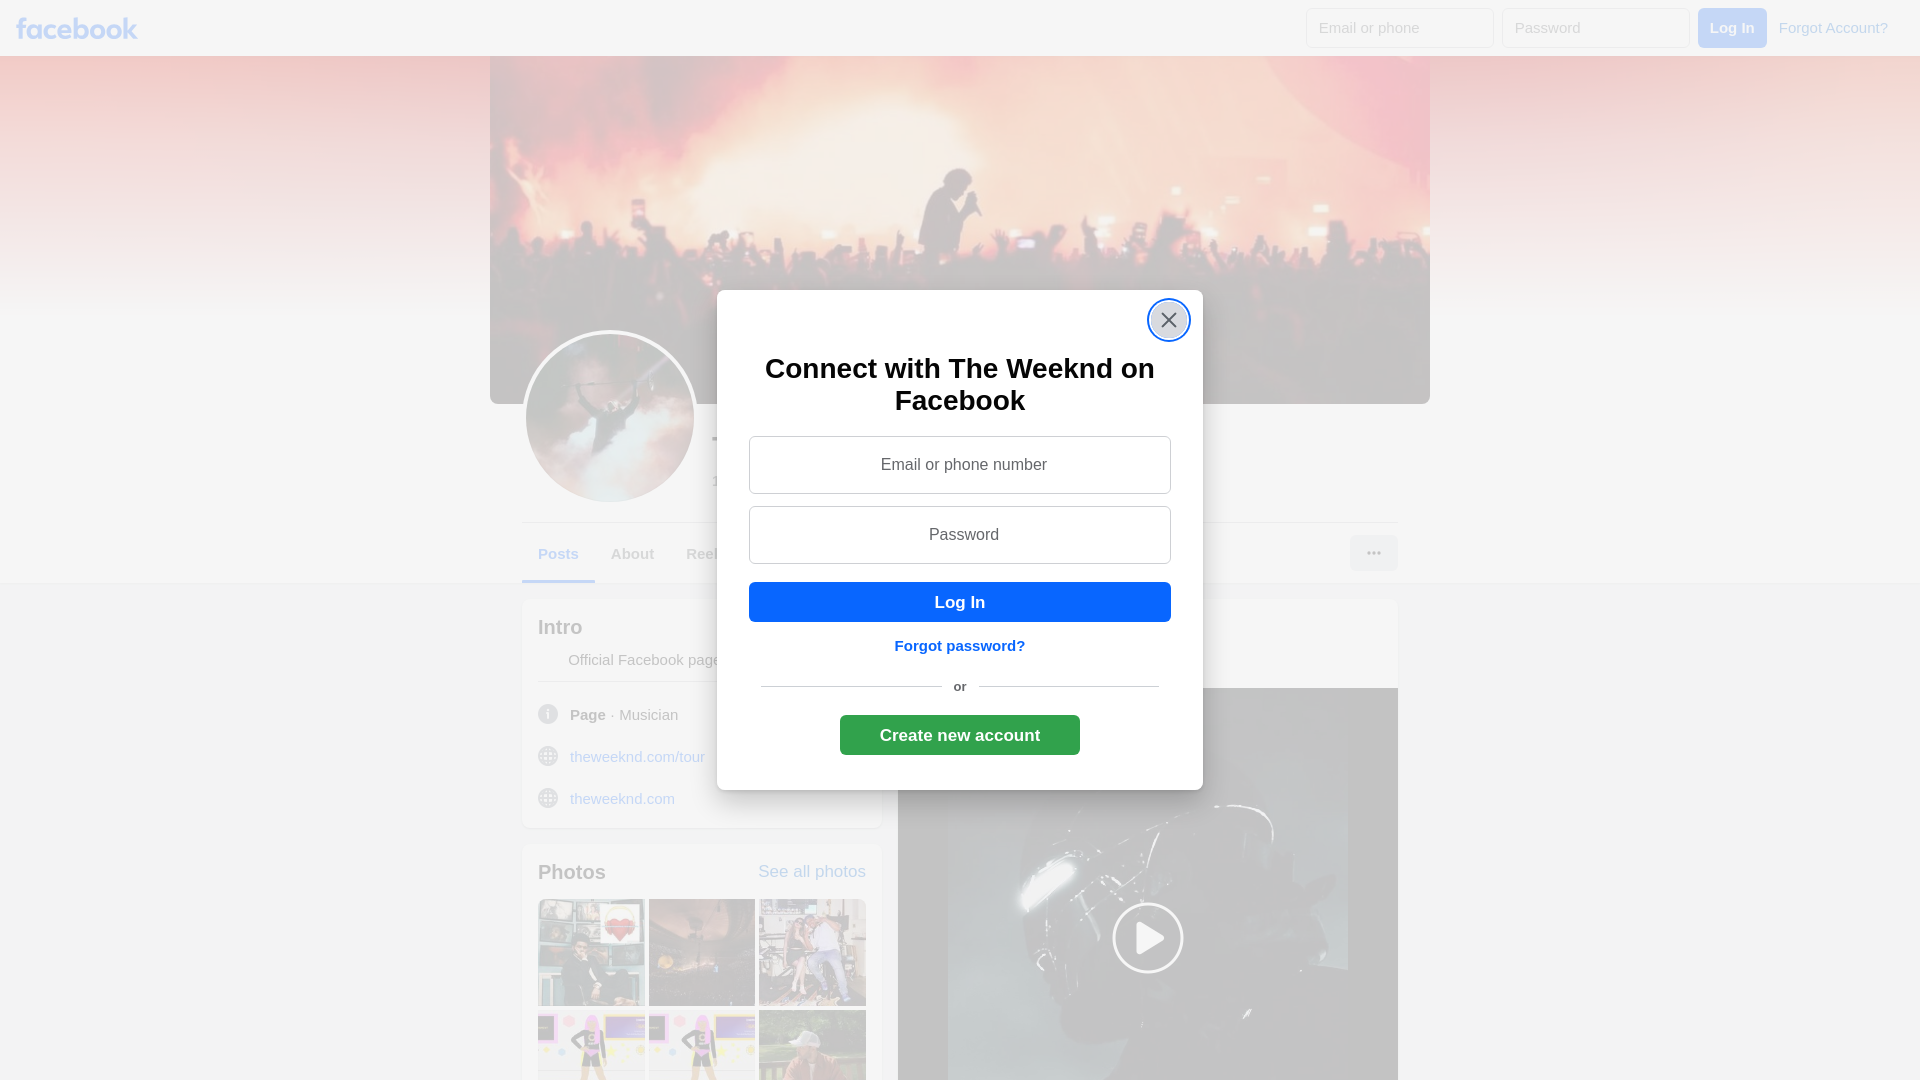 facebook
Email or phone
Password
Log In
Forgot Account?
Connect with The Weeknd on
Facebook
Email or phone number
Password
Log In
Forgot password?
or
Create new account
Posts
About
Intro
Official Facebook page
Page · Musician
theweeknd.com/tour
theweeknd.com
Photos
See all photos